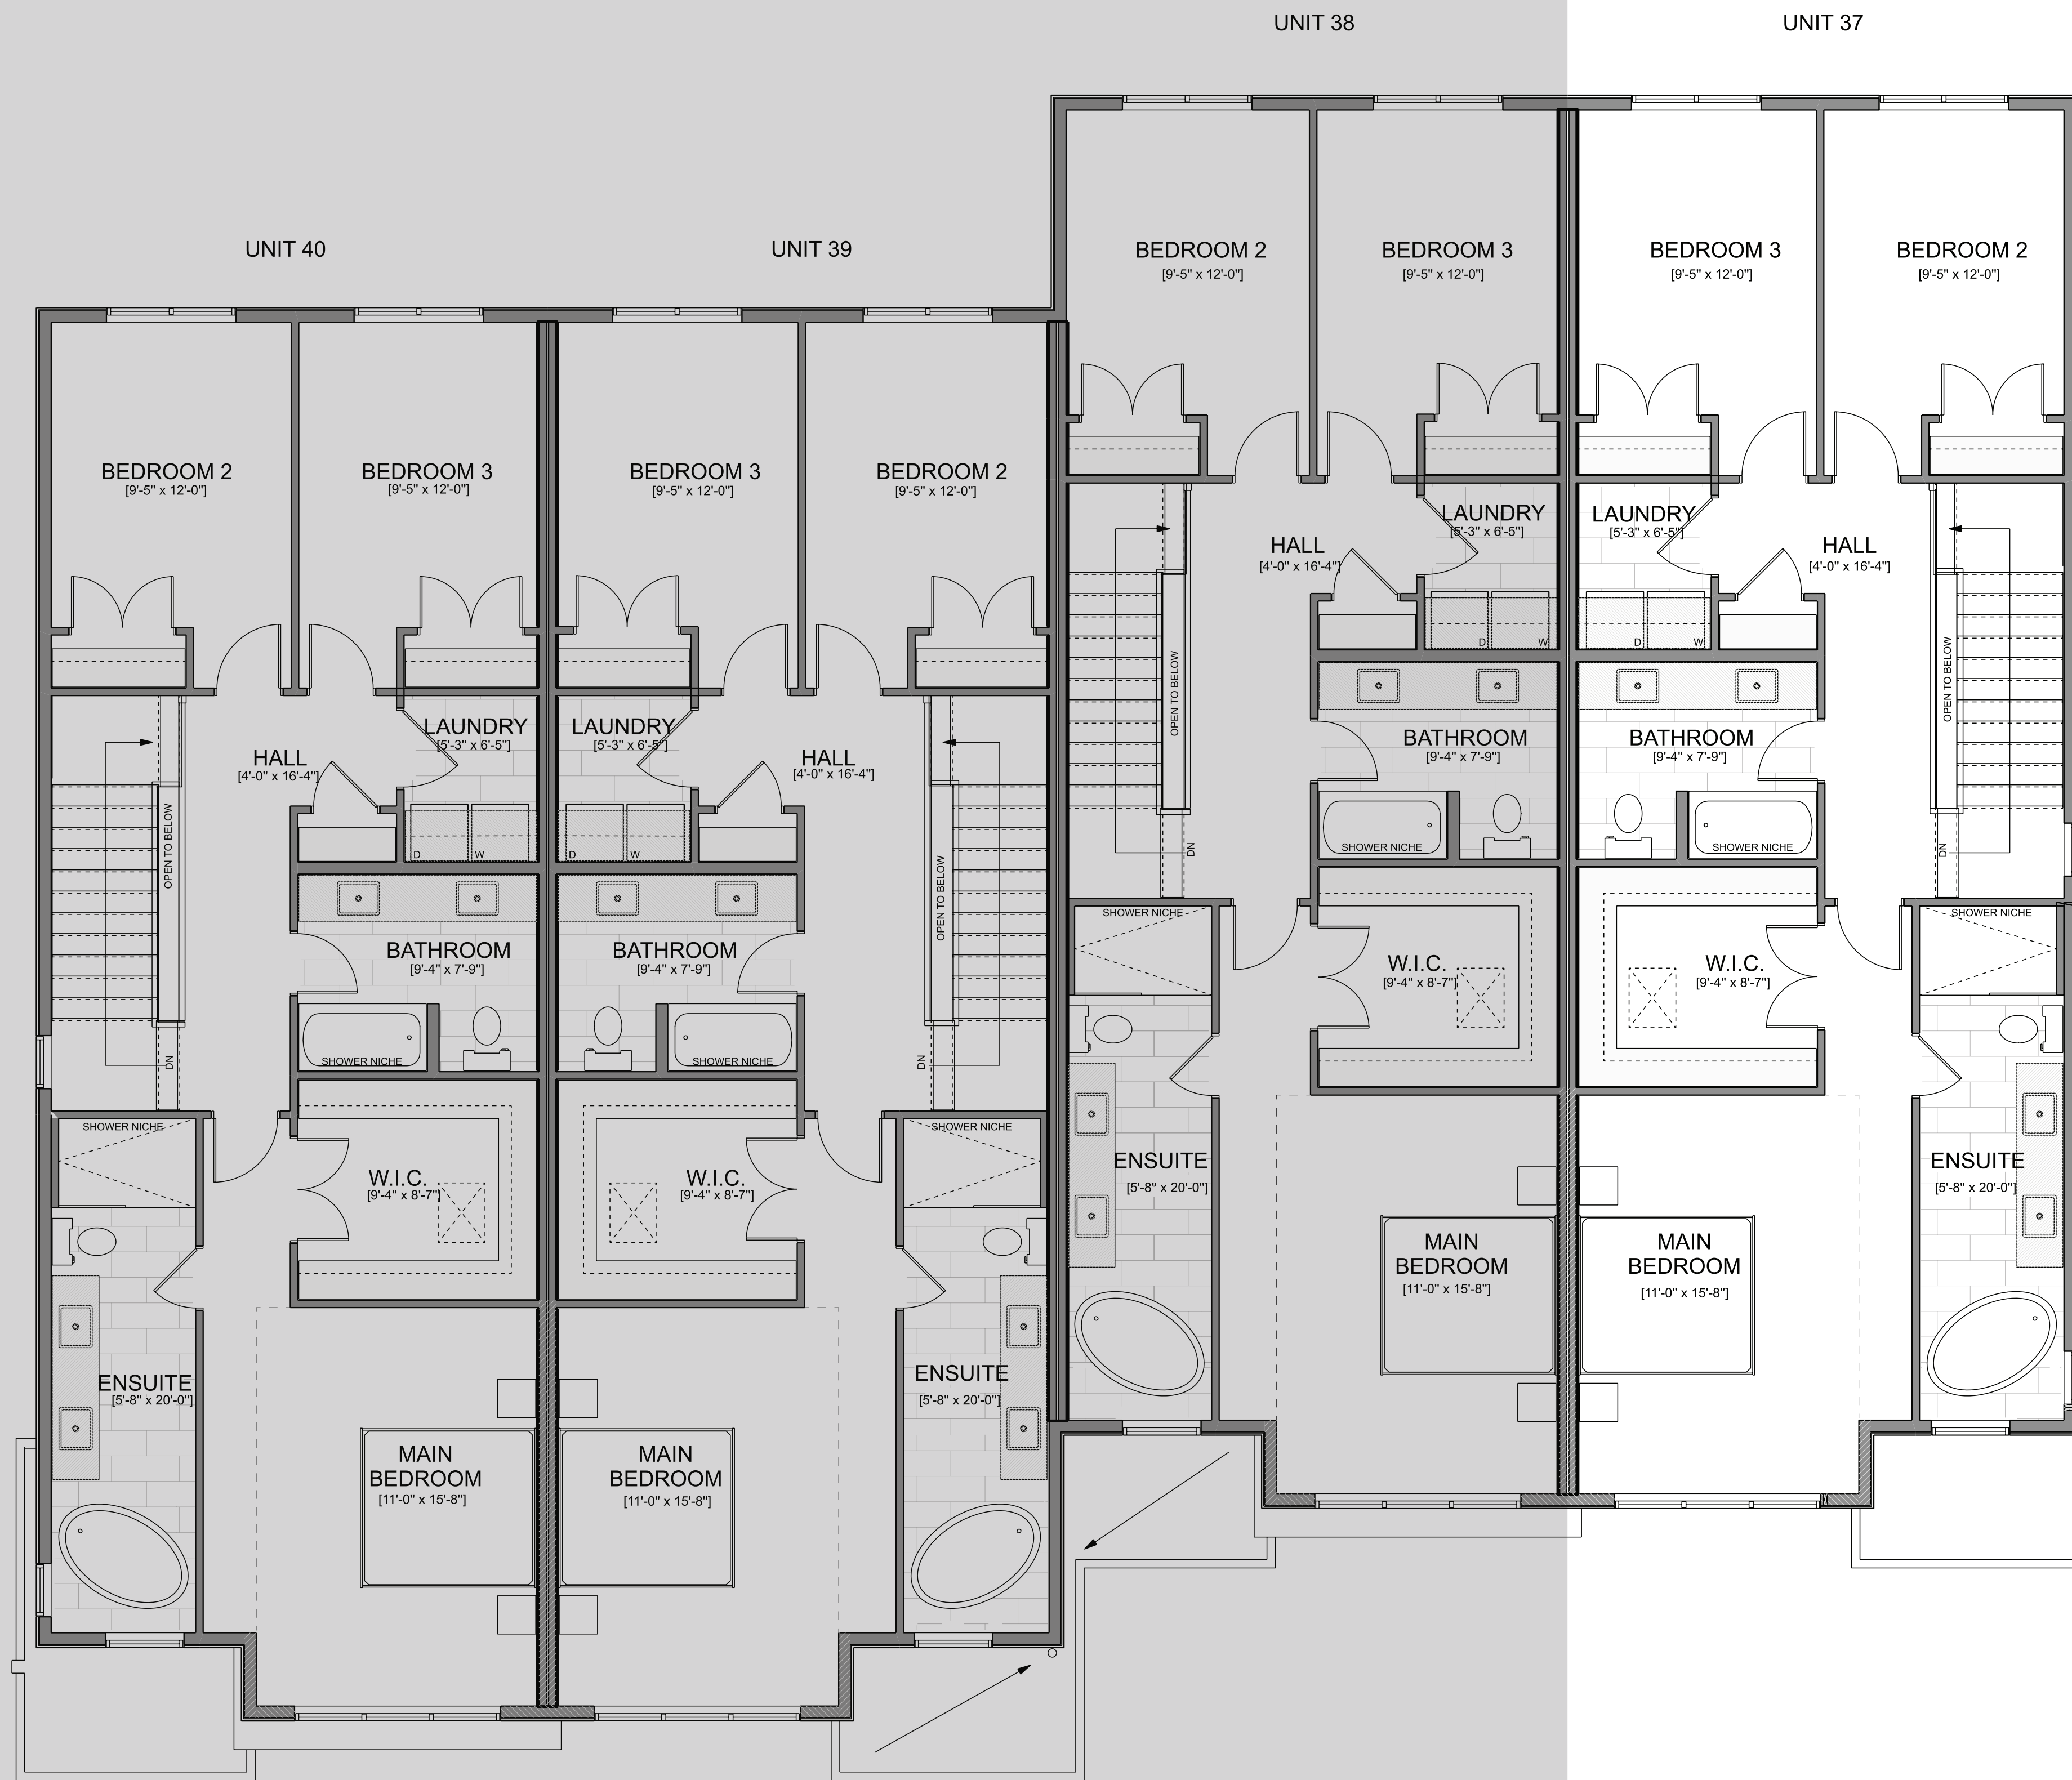 UNIT 38
UNIT 37
UNIT 40
UNIT 39
BEDROOM 2
[9'-5" x 12'-0"]
BEDROOM 3
[9'-5" x 12'-0"]
BEDROOM 3
[9'-5" x 12'-0"]
BEDROOM 2
[9'-5" x 12'-0"]
BEDROOM 2
[9'-5" x 12'-0"]
BEDROOM 3
[9'-5" x 12'-0"]
BEDROOM 3
[9'-5" x 12'-0"]
BEDROOM 2
[9'-5" x 12'-0"]
LAUNDRY
[5'-3" x 6'-5"]
LAUNDRY
[5'-3" x 6'-5"]
HALL
[4'-0" x 16'-4"]
HALL
[4'-0" x 16'-4"]
D
W
D
W
OPEN TO BELOW
OPEN TO BELOW
LAUNDRY
[5'-3" x 6'-5"]
LAUNDRY
[5'-3" x 6'-5"]
HALL
[4'-0" x 16'-4"]
HALL
[4'-0" x 16'-4"]
BATHROOM
[9'-4" x 7'-9"]
BATHROOM
[9'-4" x 7'-9"]
OPEN TO BELOW
OPEN TO BELOW
D
W
D
W
SHOWER NICHE
SHOWER NICHE
DN
DN
SHOWER NICHE
SHOWER NICHE
BATHROOM
[9'-4" x 7'-9"]
BATHROOM
[9'-4" x 7'-9"]
W.I.C.
[9'-4" x 8'-7"]
W.I.C.
[9'-4" x 8'-7"]
DN
SHOWER NICHE
SHOWER NICHE
DN
SHOWER NICHE
SHOWER NICHE
W.I.C.
[9'-4" x 8'-7"]
W.I.C.
[9'-4" x 8'-7"]
ENSUITE
[5'-8" x 20'-0"]
ENSUITE
[5'-8" x 20'-0"]
MAIN
BEDROOM
[11'-0" x 15'-8"]
MAIN
BEDROOM
[11'-0" x 15'-8"]
ENSUITE
[5'-8" x 20'-0"]
ENSUITE
[5'-8" x 20'-0"]
MAIN
BEDROOM
[11'-0" x 15'-8"]
MAIN
BEDROOM
[11'-0" x 15'-8"]